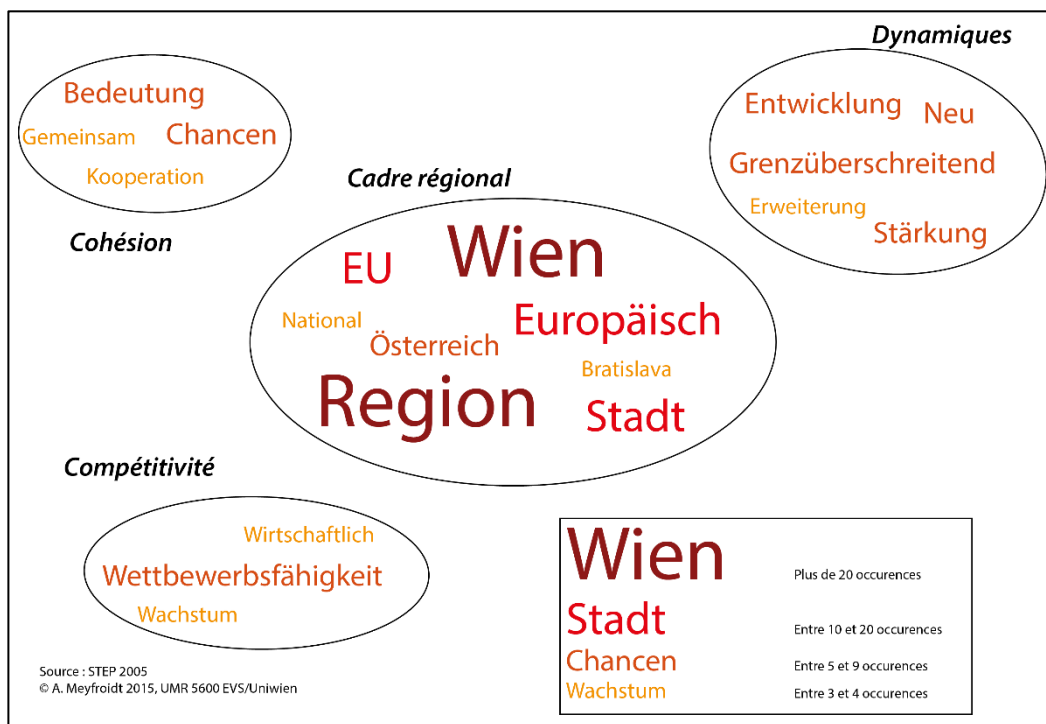 Dynamiques
Bedeutung
Gemeinsam Chancen
Kooperation
Cohésion
Entwicklung Neu
Grenzüberschreitend
Erweiterung
Stärkung
Cadre régional
Wien
EU
National
Europäisch
Österreich
Bratislava
Region
Stadt
Compétitivité
Wirtschaftlich
Wettbewerbsfähigkeit
Wachstum
Wien Plus de 20 occurences
Stadt Entre 10 et 20 occurences
Chancen Entre 5 et 9 occurences
Wachstum Entre 3 et 4 occurences
Source : STEP 2005
© A. Meyfroidt 2015, UMR 5600 EVS/Uniwien